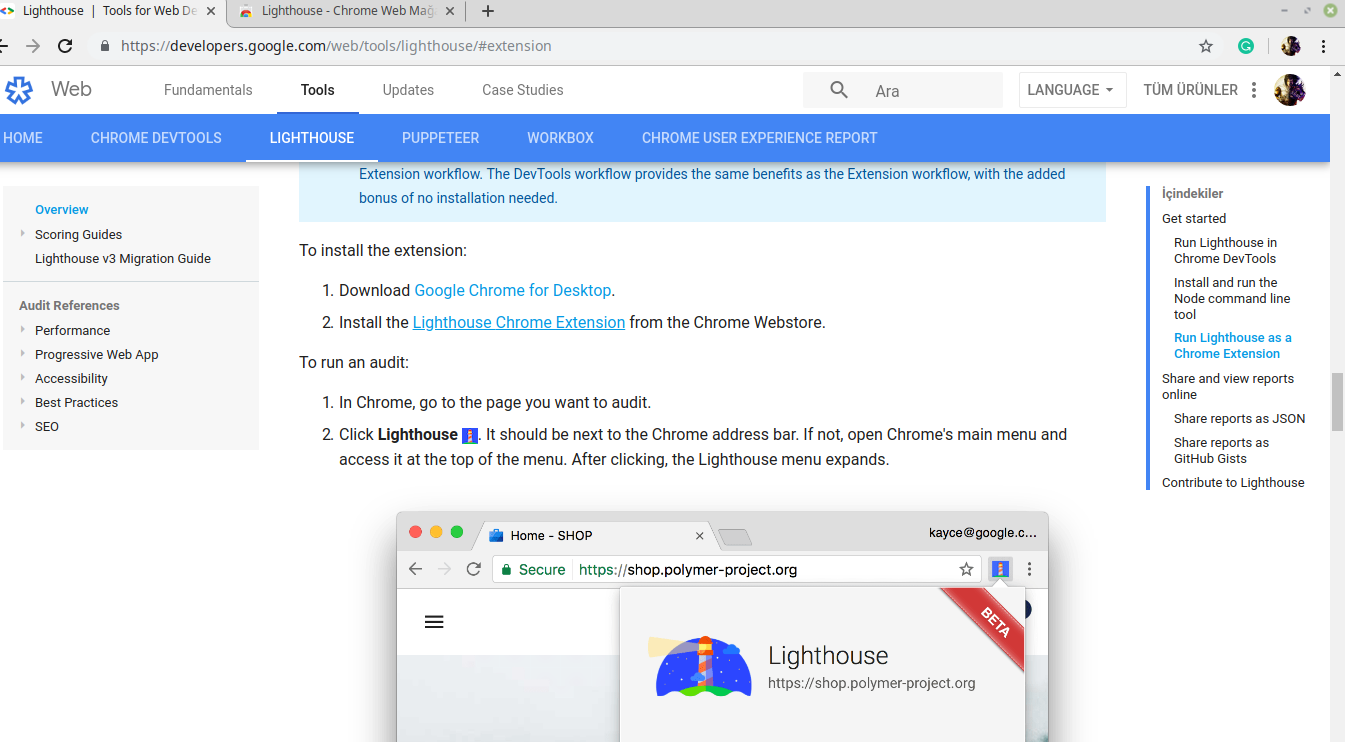 Lighthouse | Tools for Web De
Lighthouse - Chrome Web Mağ
https://developers.google.com/web/tools/lighthouse/#extension
Web
Fundamentals
Tools
Updates
Case Studies
Ara
LANGUAGE
TÜM ÜRÜNLER
HOME
CHROME DEVTOOLS
LIGHTHOUSE
PUPPETEER
WORKBOX
CHROME USER EXPERIENCE REPORT
Overview
Scoring Guides
Lighthouse v3 Migration Guide
Audit References
Performance
Progressive Web App
Accessibility
Best Practices
SEO
Extension workflow. The DevTools workflow provides the same benefits as the Extension workflow, with the added
bonus of no installation needed.
To install the extension:
1. Download Google Chrome for Desktop.
2. Install the Lighthouse Chrome Extension from the Chrome Webstore.
To run an audit:
1. In Chrome, go to the page you want to audit.
2. Click Lighthouse . It should be next to the Chrome address bar. If not, open Chrome's main menu and
access it at the top of the menu. After clicking, the Lighthouse menu expands.
Home - SHOP
kayce@google.c...
Secure
https://shop.polymer-project.org
BETA
Lighthouse
https://shop.polymer-project.org
İçindekiler
Get started
Run Lighthouse in
Chrome DevTools
Install and run the
Node command line
tool
Run Lighthouse as a
Chrome Extension
Share and view reports
online
Share reports as JSON
Share reports as
GitHub Gists
Contribute to Lighthouse